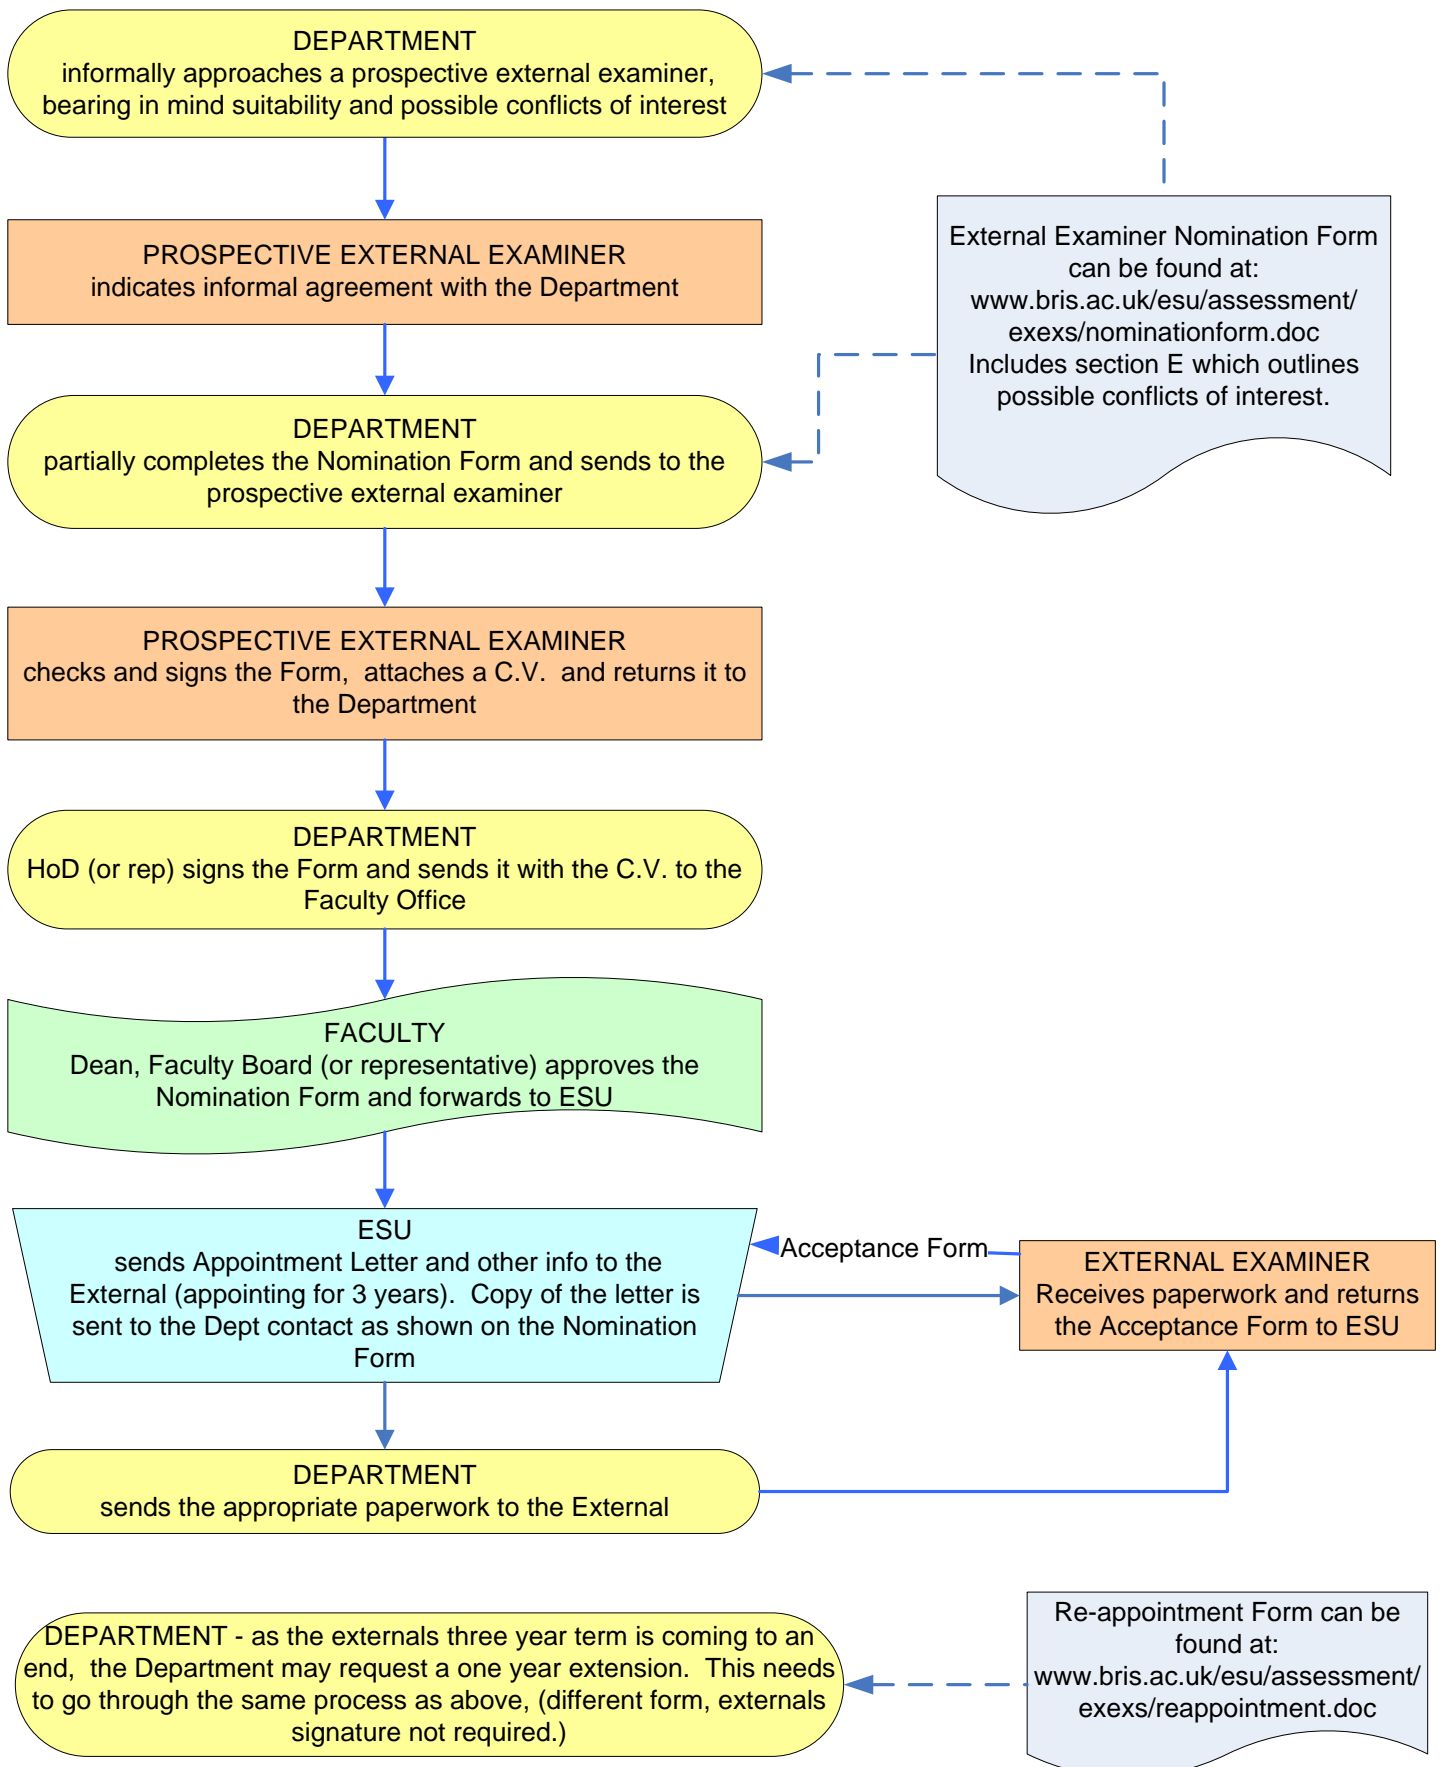 DEPARTMENT
informally approaches a prospective external examiner,
bearing in mind suitability and possible conflicts of interest
PROSPECTIVE EXTERNAL EXAMINER
indicates informal agreement with the Department
External Examiner Nomination Form
can be found at:
www.bris.ac.uk/esu/assessment/
exexs/nominationform.doc
Includes section E which outlines
possible conflicts of interest.
DEPARTMENT
partially completes the Nomination Form and sends to the
prospective external examiner
PROSPECTIVE EXTERNAL EXAMINER
checks and signs the Form,  attaches a C.V.  and returns it to
the Department
DEPARTMENT
HoD (or rep) signs the Form and sends it with the C.V. to the
Faculty Office
FACULTY
Dean, Faculty Board (or representative) approves the
Nomination Form and forwards to ESU
ESU
sends Appointment Letter and other info to the
External (appointing for 3 years).  Copy of the letter is
sent to the Dept contact as shown on the Nomination
Form
Acceptance Form
EXTERNAL EXAMINER
Receives paperwork and returns
the Acceptance Form to ESU
DEPARTMENT
sends the appropriate paperwork to the External
DEPARTMENT - as the externals three year term is coming to an
end,  the Department may request a one year extension.  This needs
to go through the same process as above, (different form, externals
signature not required.)
Re-appointment Form can be
found at:
www.bris.ac.uk/esu/assessment/
exexs/reappointment.doc